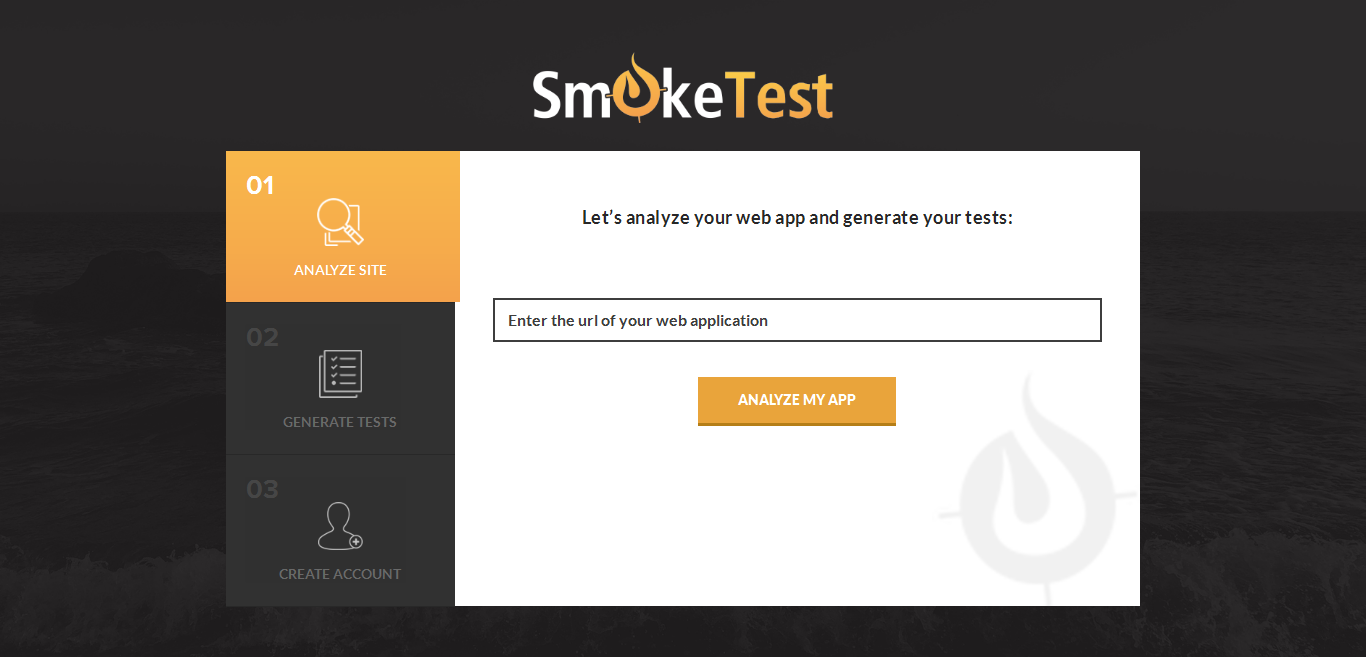 SmokeTest
01
ANALYZE SITE
02
GENERATE TESTS
03
CREATE ACCOUNT
Let’s analyze your web app and generate your tests:
Enter the url of your web application
ANALYZE MY APP